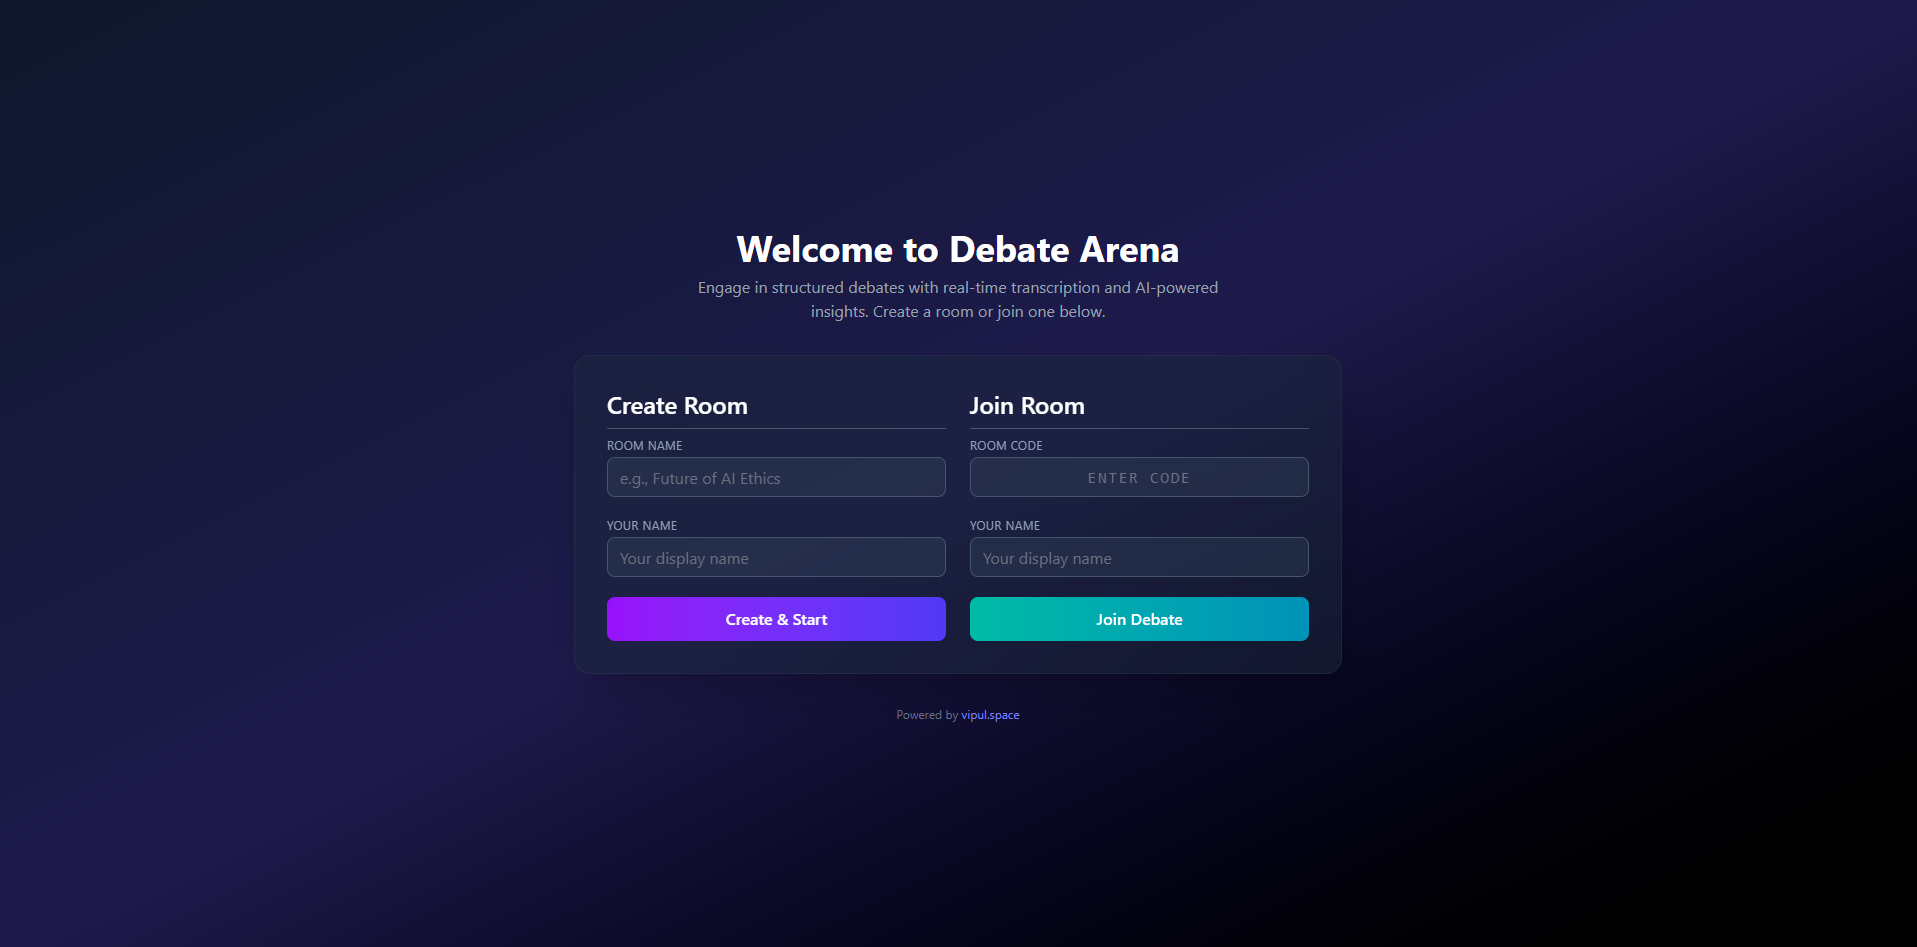 Welcome to Debate Arena
Engage in structured debates with real-time transcription and AI-powered
insights. Create a room or join one below.
Create Room
ROOM NAME
e.g., Future of AI Ethics
YOUR NAME
Your display name
Create & Start
Join Room
ROOM CODE
ENTER CODE
YOUR NAME
Your display name
Join Debate
Powered by vipul.space